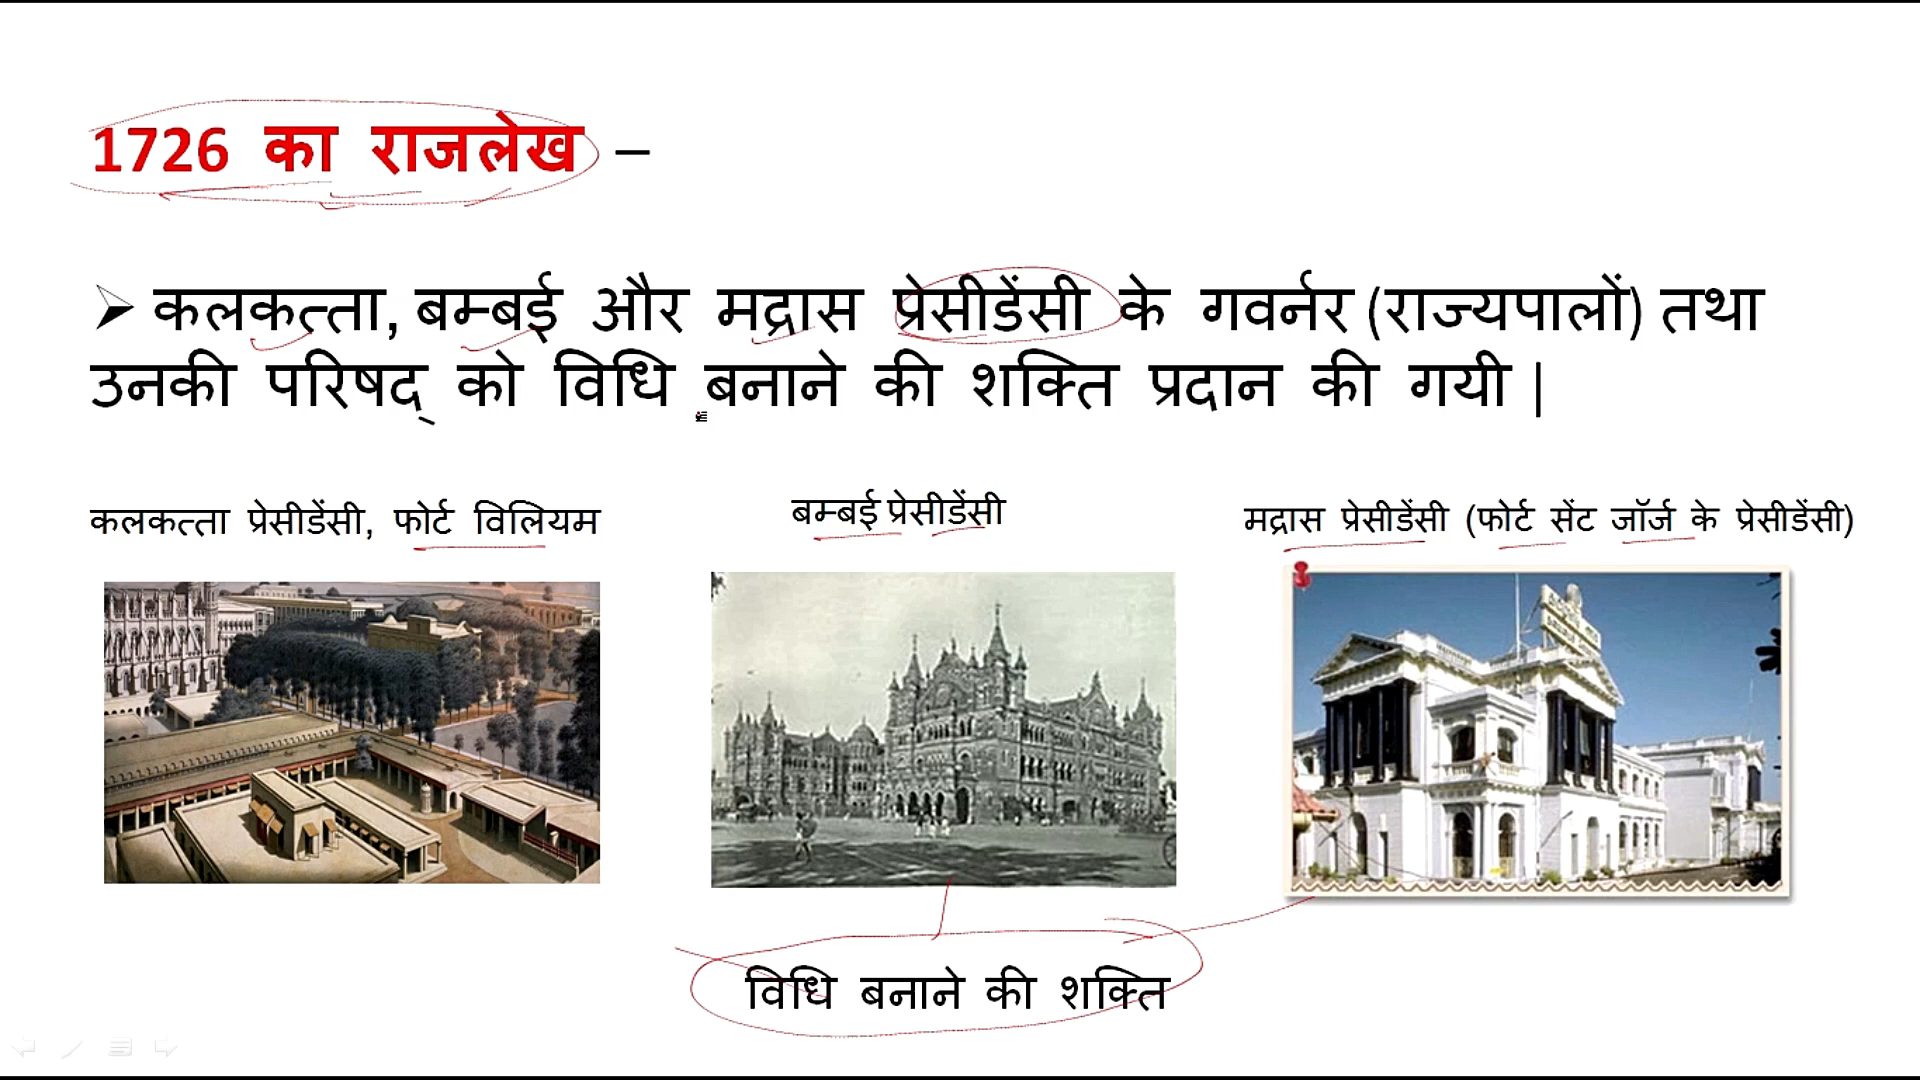 1726 का राजलेख –
➢ कलकत्ता, बम्बई और मद्रास प्रेसीडेंसी के गवर्नर (राज्यपालों) तथा
उनकी परिषद् को विधि बनाने की शक्ति प्रदान की गयी |
कलकत्ता प्रेसीडेंसी, फोर्ट विलियम
बम्बई प्रेसीडेंसी
मद्रास प्रेसीडेंसी (फोर्ट सेंट जॉर्ज के प्रेसीडेंसी)
विधि बनाने की शक्ति